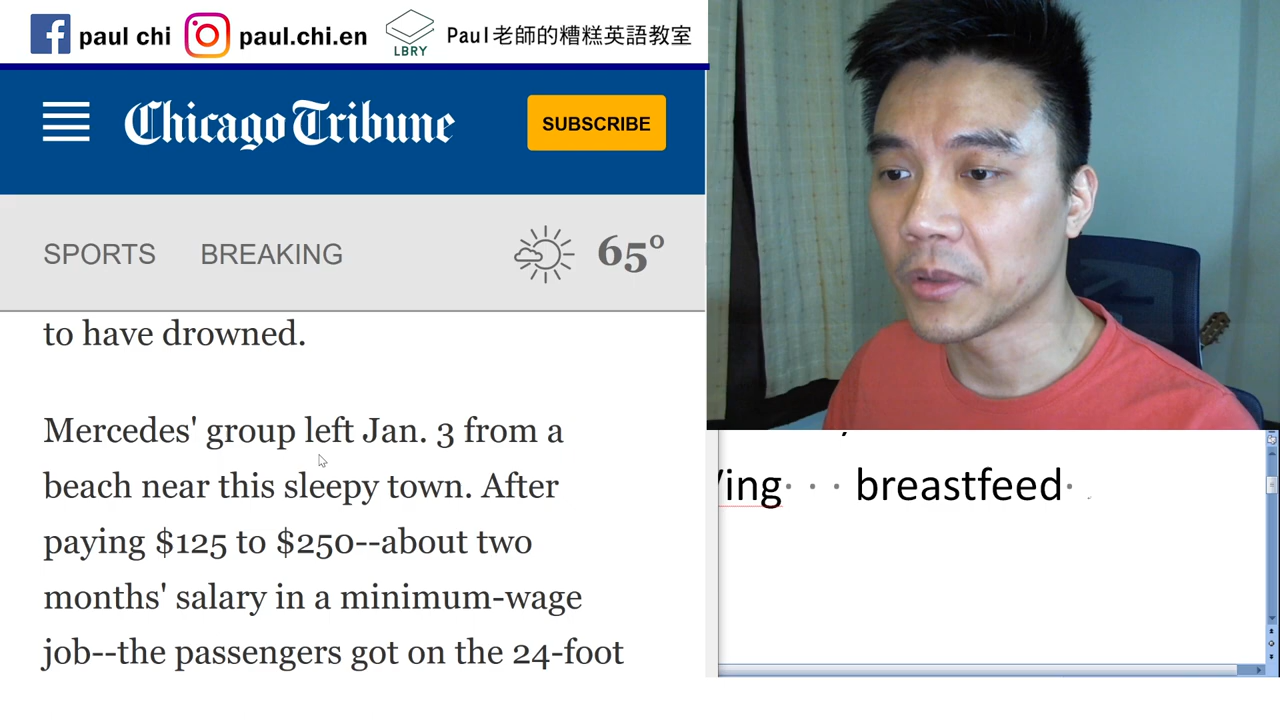 paul chi paul.chi.en LBRY Paul老師的糟糕英語教室
Chicago Tribune SUBSCRIBE
SPORTS BREAKING 65°
to have drowned.
Mercedes' group left Jan. 3 from a
beach near this sleepy town. After
paying $125 to $250--about two
months' salary in a minimum-wage
job--the passengers got on the 24-foot
/ing breastfeed